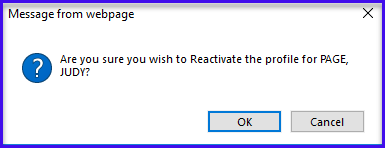 Message from webpage
Are you sure you wish to Reactivate the profile for PAGE,
JUDY?
OK
Cancel